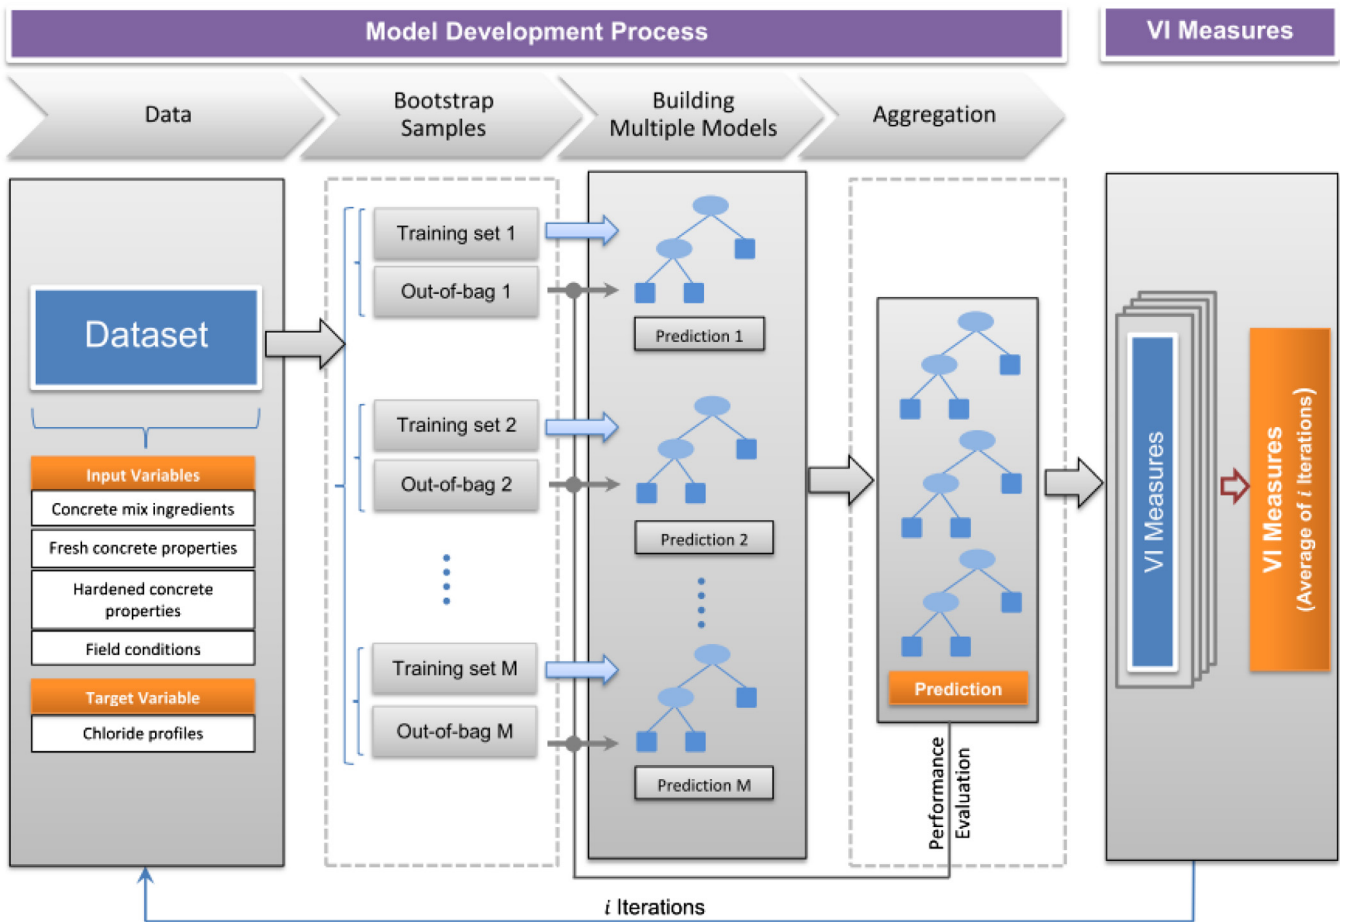 Model Development Process
VI Measures
Data
Bootstrap
Samples
Building
Multiple Models
Aggregation
Dataset
Input Variables
Concrete mix ingredients
Fresh concrete properties
Hardened concrete
properties
Field conditions
Target Variable
Chloride profiles
Training set 1
Out-of-bag 1
Training set 2
Out-of-bag 2
Training set M
Out-of-bag M
Prediction 1
Prediction 2
Prediction M
Prediction
Performance
Evaluation
VI Measures
VI Measures
(Average of i Iterations)
i Iterations